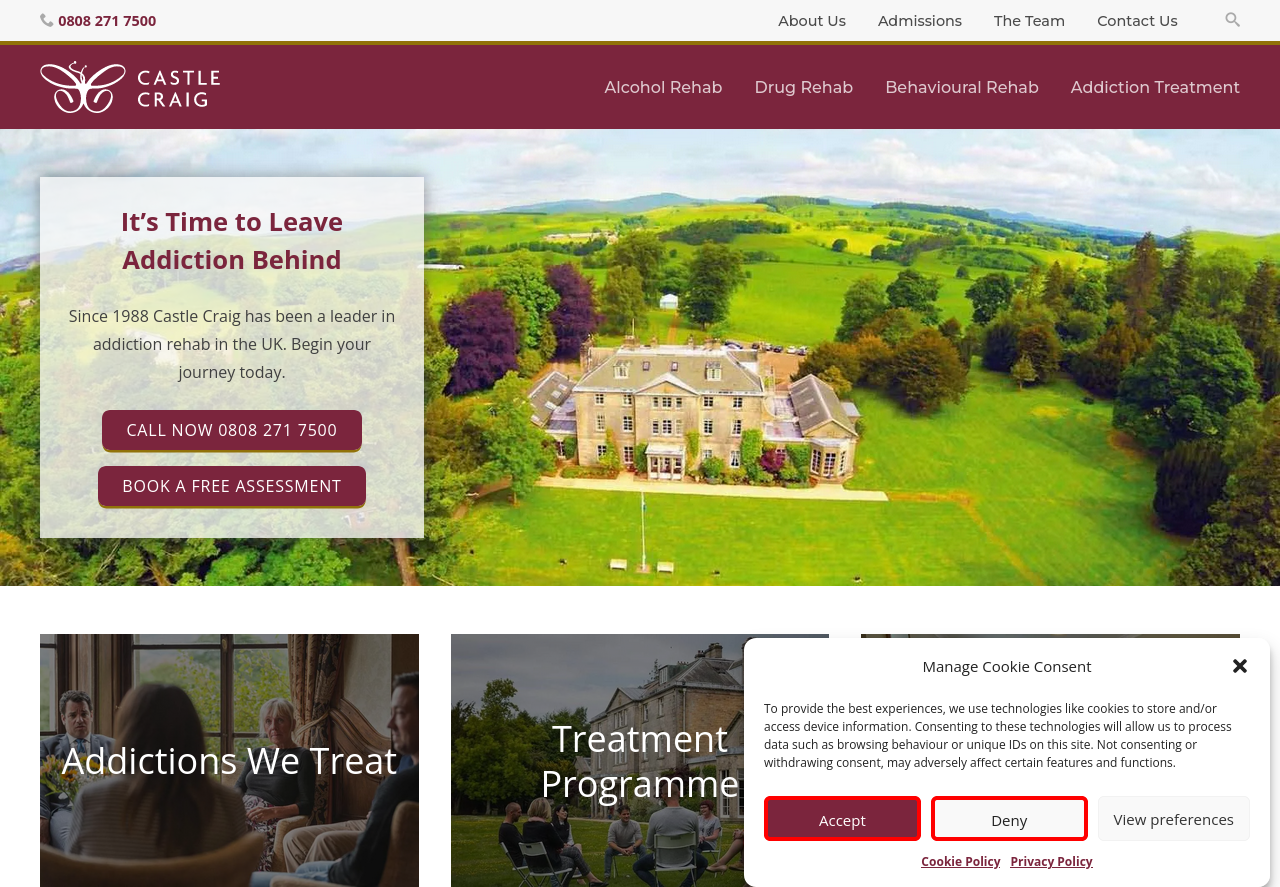 0808 271 7500
About Us
Admissions
The Team
Contact Us
CASTLE
CRAIG
Alcohol Rehab
Drug Rehab
Behavioural Rehab
Addiction Treatment
It’s Time to Leave
Addiction Behind
Since 1988 Castle Craig has been a leader in
addiction rehab in the UK. Begin your
journey today.
CALL NOW 0808 271 7500
BOOK A FREE ASSESSMENT
Addictions We Treat
Treatment
Programme
Manage Cookie Consent
To provide the best experiences, we use technologies like cookies to store and/or
access device information. Consenting to these technologies will allow us to process
data such as browsing behaviour or unique IDs on this site. Not consenting or
withdrawing consent, may adversely affect certain features and functions.
Accept
Deny
View preferences
Cookie Policy
Privacy Policy